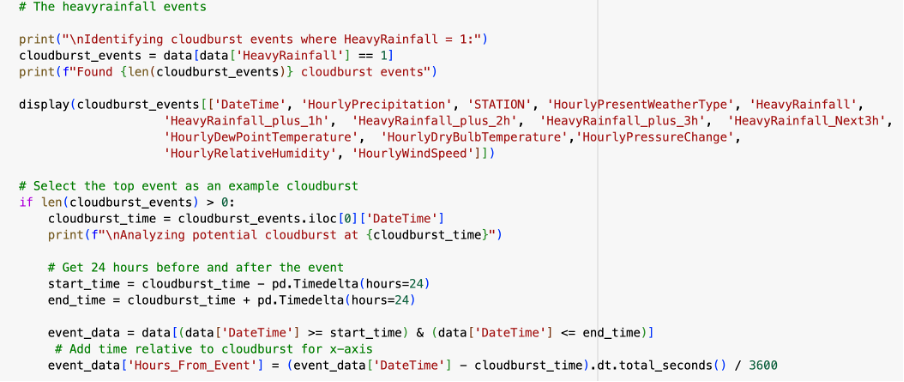 # The heavyrainfall events
print("\nIdentifying cloudburst events where HeavyRainfall = 1:")
cloudburst_events = data[data['HeavyRainfall'] == 1]
print(f"Found {len(cloudburst_events)} cloudburst events")
display(cloudburst_events[['DateTime', 'HourlyPrecipitation', 'STATION', 'HourlyPresentWeatherType', 'HeavyRainfall',
'HeavyRainfall_plus_1h', 'HeavyRainfall_plus_2h', 'HeavyRainfall_plus_3h', 'HeavyRainfall_Next3h',
'HourlyDewPointTemperature', 'HourlyDryBulbTemperature','HourlyPressureChange',
'HourlyRelativeHumidity', 'HourlyWindSpeed']])
# Select the top event as an example cloudburst
if len(cloudburst_events) > 0:
cloudburst_time = cloudburst_events.iloc[0]['DateTime']
print(f"\nAnalyzing potential cloudburst at {cloudburst_time}")
# Get 24 hours before and after the event
start_time = cloudburst_time - pd.Timedelta(hours=24)
end_time = cloudburst_time + pd.Timedelta(hours=24)
event_data = data[(data['DateTime'] >= start_time) & (data['DateTime'] <= end_time)]
# Add time relative to cloudburst for x-axis
event_data['Hours_From_Event'] = (event_data['DateTime'] - cloudburst_time).dt.total_seconds() / 3600